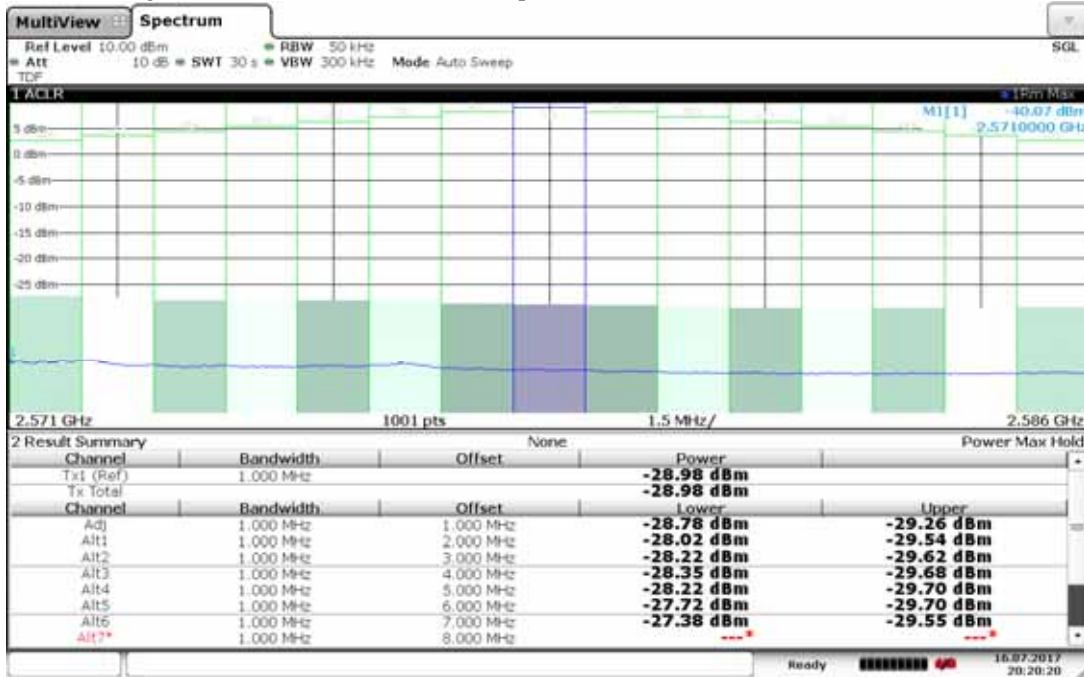 MultiView Spectrum
Ref Level 10.00 dBm RBW 50 kHz SGL
Att 10 dB SWT 30 s VBW 300 kHz Mode Auto Sweep
TDF
1 ACLR 1Rm Max
M1[1] -40.07 dBm
2.5710000 GHz
5 dBm
0 dBm
-5 dBm
-10 dBm
-15 dBm
-20 dBm
-25 dBm
2.571 GHz 1001 pts 1.5 MHz/ 2.586 GHz
2 Result Summary None Power Max Hold
Channel Bandwidth Offset Power
Tx1 (Ref) 1.000 MHz -28.98 dBm
Tx Total -28.98 dBm
Channel Bandwidth Offset Lower Upper
Adj 1.000 MHz 1.000 MHz -28.78 dBm -29.26 dBm
Alt1 1.000 MHz 2.000 MHz -28.02 dBm -29.54 dBm
Alt2 1.000 MHz 3.000 MHz -28.22 dBm -29.62 dBm
Alt3 1.000 MHz 4.000 MHz -28.35 dBm -29.68 dBm
Alt4 1.000 MHz 5.000 MHz -28.22 dBm -29.70 dBm
Alt5 1.000 MHz 6.000 MHz -27.72 dBm -29.70 dBm
Alt6 1.000 MHz 7.000 MHz -27.38 dBm -29.55 dBm
Alt7* 1.000 MHz 8.000 MHz ---* ---*
Ready 16.07.2017
20:20:20